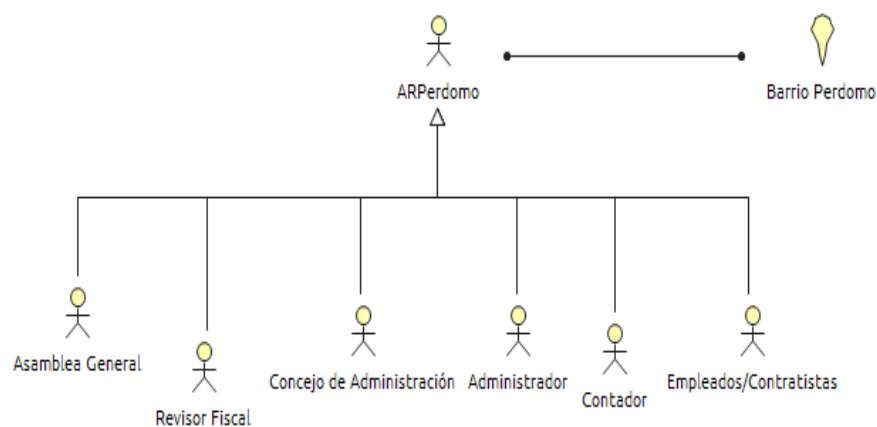 ARPerdomo
Barrio Perdomo
Asamblea General
Revisor Fiscal
Concejo de Administración
Administrador
Contador
Empleados/Contratistas